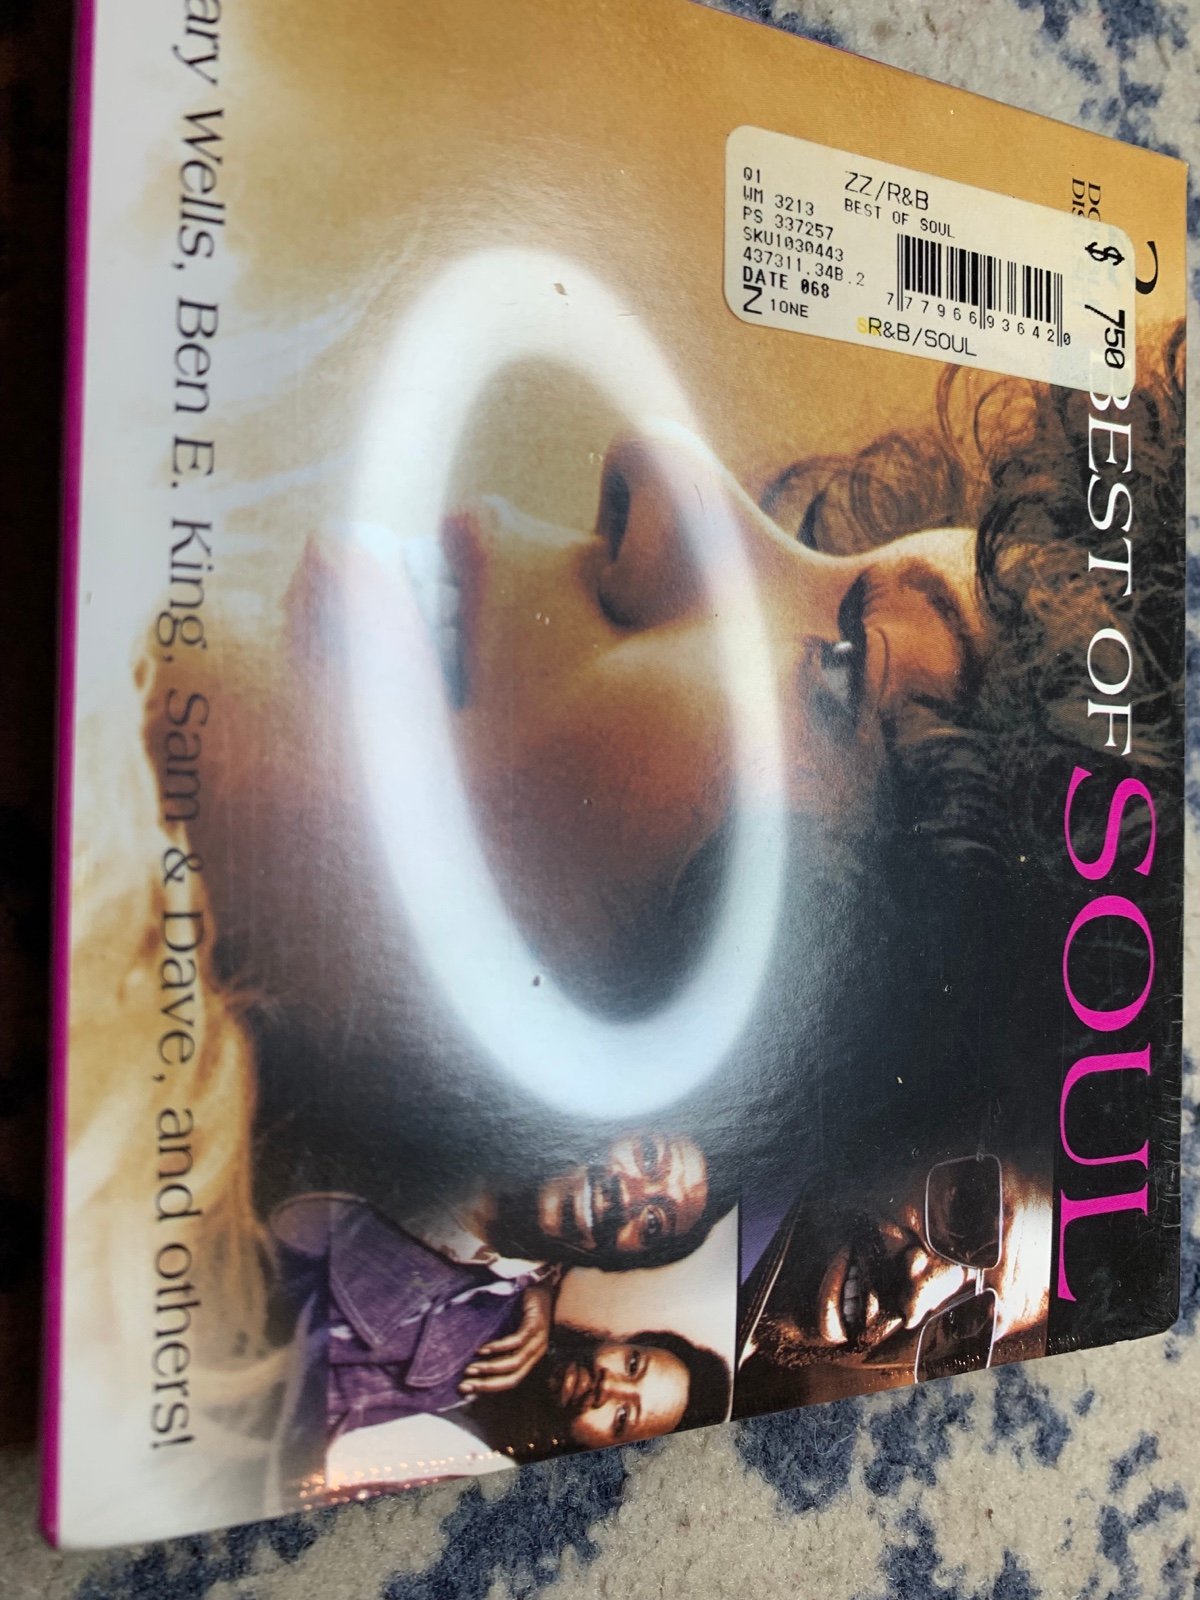 BEST OF SOUL
ZZ/R&B
BEST OF SOUL
Q1
WM 3213
PS 337257
SKU1030443
437311.34B.2
DATE 068
Z 1ONE
7 77966 93642 0
SR&B/SOUL
$ 7.50
ary Wells, Ben E. King, Sam & Dave, and others!